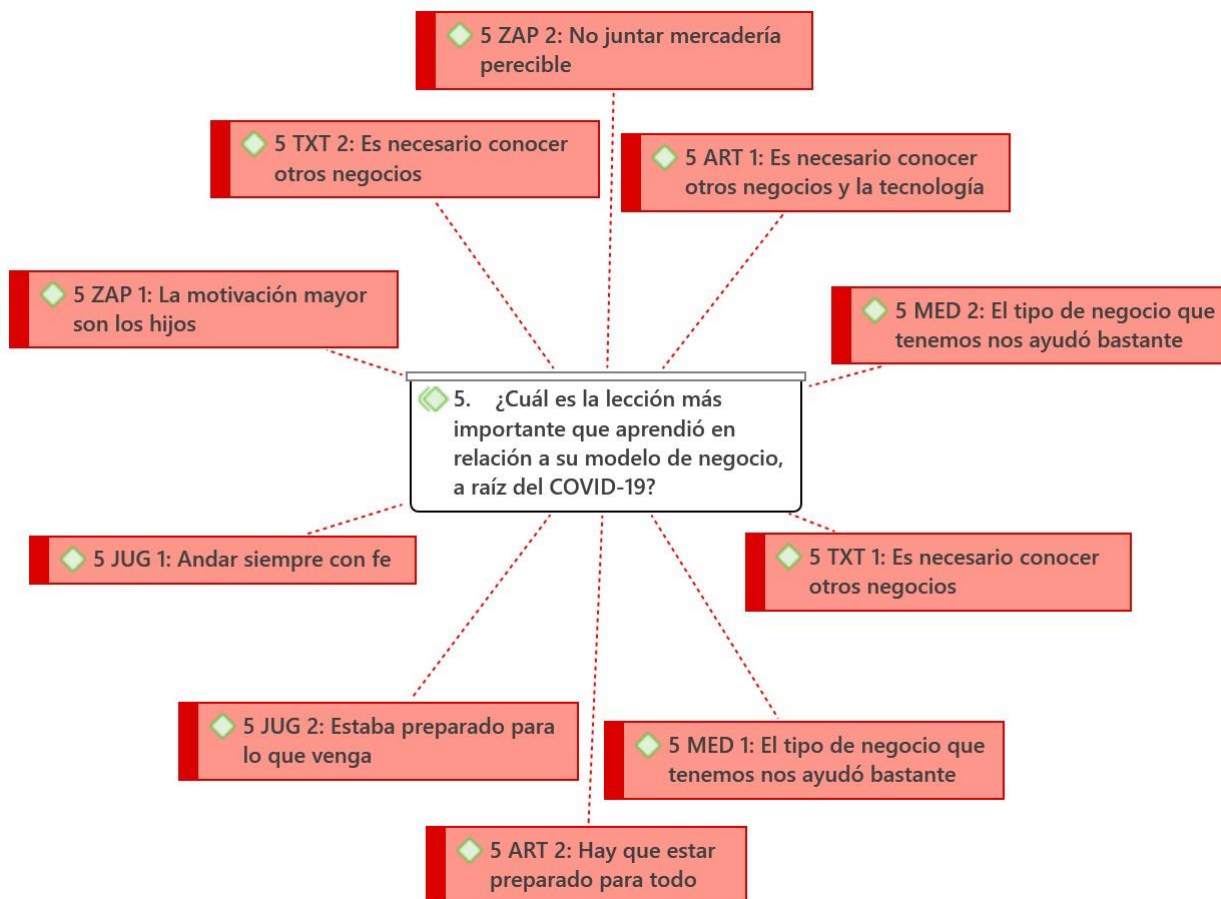 5 ZAP 2: No juntar mercadería
perecible
5 TXT 2: Es necesario conocer
otros negocios
5 ART 1: Es necesario conocer
otros negocios y la tecnología
5 ZAP 1: La motivación mayor
son los hijos
5 MED 2: El tipo de negocio que
tenemos nos ayudó bastante
5. ¿Cuál es la lección más
importante que aprendió en
relación a su modelo de negocio,
a raíz del COVID-19?
5 JUG 1: Andar siempre con fe
5 TXT 1: Es necesario conocer
otros negocios
5 JUG 2: Estaba preparado para
lo que venga
5 MED 1: El tipo de negocio que
tenemos nos ayudó bastante
5 ART 2: Hay que estar
preparado para todo